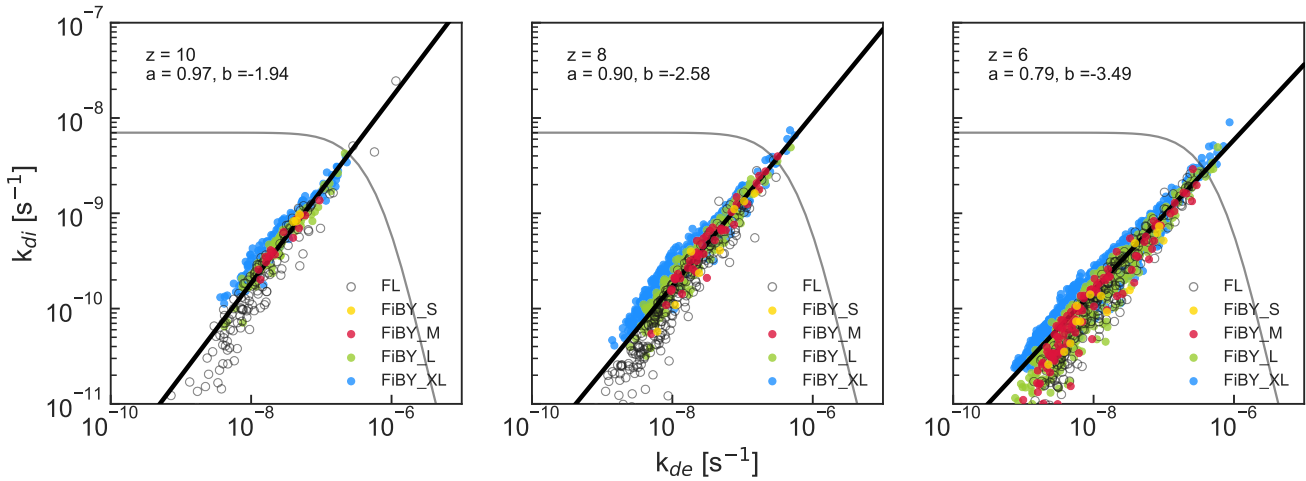 10⁻⁷
10⁻⁸
10⁻⁹
10⁻¹⁰
10⁻¹¹
k_di [s⁻¹]
z = 10
a = 0.97, b =-1.94
FL
FiBY_S
FiBY_M
FiBY_L
FiBY_XL
10⁻¹⁰ 10⁻⁸ 10⁻⁶
z = 8
a = 0.90, b =-2.58
FL
FiBY_S
FiBY_M
FiBY_L
FiBY_XL
10⁻¹⁰ 10⁻⁸ 10⁻⁶
z = 6
a = 0.79, b =-3.49
FL
FiBY_S
FiBY_M
FiBY_L
FiBY_XL
10⁻¹⁰ 10⁻⁸ 10⁻⁶
k_de [s⁻¹]